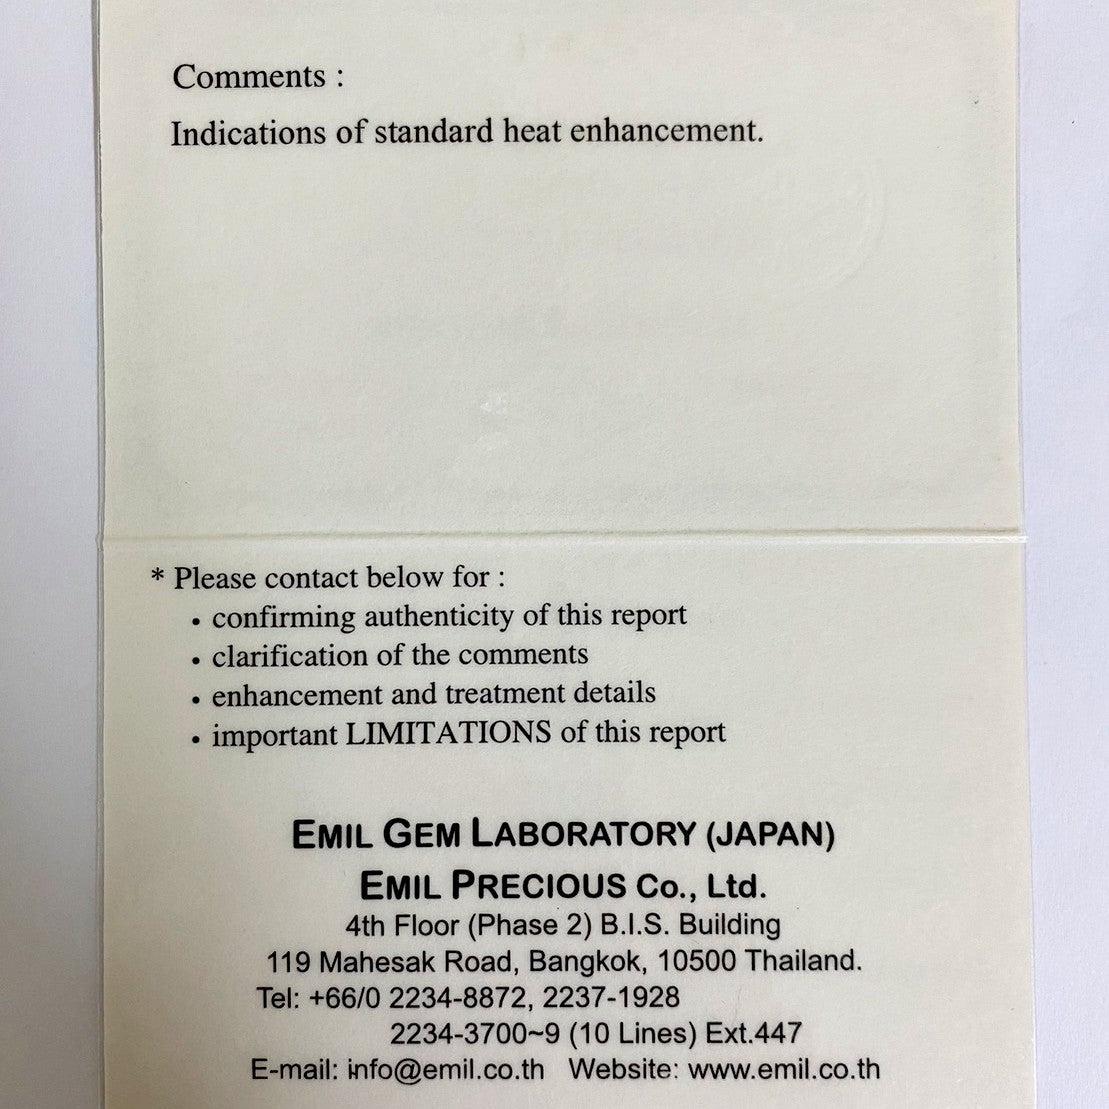 Comments :
Indications of standard heat enhancement.
* Please contact below for :
• confirming authenticity of this report
• clarification of the comments
• enhancement and treatment details
• important LIMITATIONS of this report
EMIL GEM LABORATORY (JAPAN)
EMIL PRECIOUS Co., Ltd.
4th Floor (Phase 2) B.I.S. Building
119 Mahesak Road, Bangkok, 10500 Thailand.
Tel: +66/0 2234-8872, 2237-1928
2234-3700~9 (10 Lines) Ext.447
E-mail: info@emil.co.th Website: www.emil.co.th